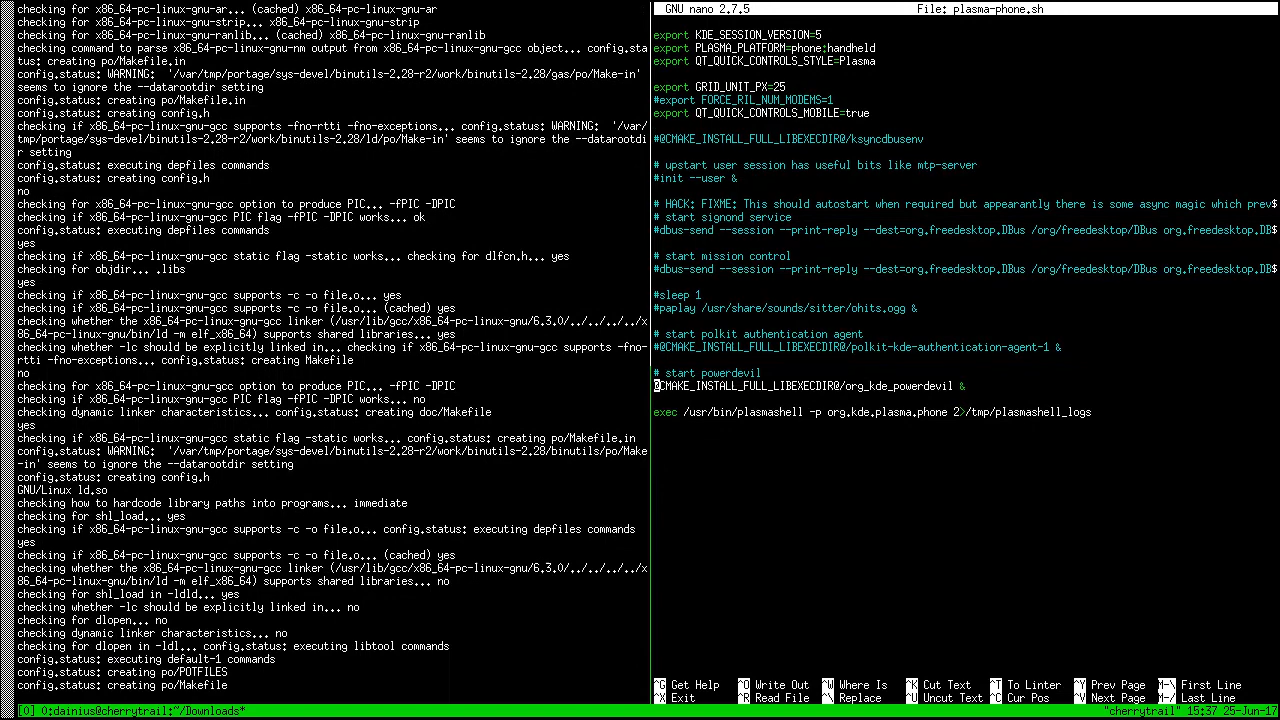 checking for x86_64-pc-linux-gnu-ar... (cached) x86_64-pc-linux-gnu-ar
checking for x86_64-pc-linux-gnu-strip... x86_64-pc-linux-gnu-strip
checking for x86_64-pc-linux-gnu-ranlib... (cached) x86_64-pc-linux-gnu-ranlib
checking command to parse x86_64-pc-linux-gnu-nm output from x86_64-pc-linux-gnu-gcc object... config.sta
tus: creating po/Makefile.in
config.status: WARNING:  '/var/tmp/portage/sys-devel/binutils-2.28-r2/work/binutils-2.28/gas/po/Make-in'
seems to ignore the --datarootdir setting
config.status: creating po/Makefile.in
config.status: creating config.h
checking if x86_64-pc-linux-gnu-gcc supports -fno-rtti -fno-exceptions... config.status: WARNING:  '/var/
tmp/portage/sys-devel/binutils-2.28-r2/work/binutils-2.28/ld/po/Make-in' seems to ignore the --datarootdi
r setting
config.status: executing depfiles commands
config.status: creating config.h
no
checking for x86_64-pc-linux-gnu-gcc option to produce PIC... -fPIC -DPIC
checking if x86_64-pc-linux-gnu-gcc PIC flag -fPIC -DPIC works... ok
config.status: executing depfiles commands
yes
checking if x86_64-pc-linux-gnu-gcc static flag -static works... checking for dlfcn.h... yes
checking for objdir... .libs
yes
checking if x86_64-pc-linux-gnu-gcc supports -c -o file.o... yes
checking if x86_64-pc-linux-gnu-gcc supports -c -o file.o... (cached) yes
checking whether the x86_64-pc-linux-gnu-gcc linker (/usr/lib/gcc/x86_64-pc-linux-gnu/6.3.0/../../../../x
86_64-pc-linux-gnu/bin/ld -m elf_x86_64) supports shared libraries... yes
checking whether -lc should be explicitly linked in... checking if x86_64-pc-linux-gnu-gcc supports -fno-
rtti -fno-exceptions... config.status: creating Makefile
no
checking for x86_64-pc-linux-gnu-gcc option to produce PIC... -fPIC -DPIC
checking if x86_64-pc-linux-gnu-gcc PIC flag -fPIC -DPIC works... no
checking dynamic linker characteristics... config.status: creating doc/Makefile
yes
checking if x86_64-pc-linux-gnu-gcc static flag -static works... config.status: creating po/Makefile.in
config.status: WARNING:  '/var/tmp/portage/sys-devel/binutils-2.28-r2/work/binutils-2.28/binutils/po/Make
-in' seems to ignore the --datarootdir setting
config.status: creating config.h
GNU/Linux ld.so
checking how to hardcode library paths into programs... immediate
checking for shl_load... yes
checking if x86_64-pc-linux-gnu-gcc supports -c -o file.o... config.status: executing depfiles commands
yes
checking if x86_64-pc-linux-gnu-gcc supports -c -o file.o... (cached) yes
checking whether the x86_64-pc-linux-gnu-gcc linker (/usr/lib/gcc/x86_64-pc-linux-gnu/6.3.0/../../../../x
86_64-pc-linux-gnu/bin/ld -m elf_x86_64) supports shared libraries... no
checking for shl_load in -ldld... yes
checking whether -lc should be explicitly linked in... no
checking for dlopen... no
checking dynamic linker characteristics... no
checking for dlopen in -ldl... config.status: executing libtool commands
config.status: executing default-1 commands
config.status: creating po/POTFILES
config.status: creating po/Makefile
GNU nano 2.7.5 File: plasma-phone.sh
export KDE_SESSION_VERSION=5
export PLASMA_PLATFORM=phone:handheld
export QT_QUICK_CONTROLS_STYLE=Plasma
export GRID_UNIT_PX=25
#export FORCE_RIL_NUM_MODEMS=1
export QT_QUICK_CONTROLS_MOBILE=true
#@CMAKE_INSTALL_FULL_LIBEXECDIR@/ksyncdbusenv
# upstart user session has useful bits like mtp-server
#init --user &
# HACK: FIXME: This should autostart when required but appearantly there is some async magic which prev$
# start signond service
#dbus-send --session --print-reply --dest=org.freedesktop.DBus /org/freedesktop/DBus org.freedesktop.DB$
# start mission control
#dbus-send --session --print-reply --dest=org.freedesktop.DBus /org/freedesktop/DBus org.freedesktop.DB$
#sleep 1
#paplay /usr/share/sounds/sitter/ohits.ogg &
# start polkit authentication agent
#@CMAKE_INSTALL_FULL_LIBEXECDIR@/polkit-kde-authentication-agent-1 &
# start powerdevil
@CMAKE_INSTALL_FULL_LIBEXECDIR@/org_kde_powerdevil &
exec /usr/bin/plasmashell -p org.kde.plasma.phone 2>/tmp/plasmashell_logs
^G Get Help ^O Write Out ^W Where Is ^K Cut Text ^T To Linter ^Y Prev Page M-\ First Line
^X Exit ^R Read File ^\ Replace ^U Uncut Text ^C Cur Pos ^V Next Page M-/ Last Line
[0] 0:dainius@cherrytrail:~/Downloads* "cherrytrail" 15:37 25-Jun-17